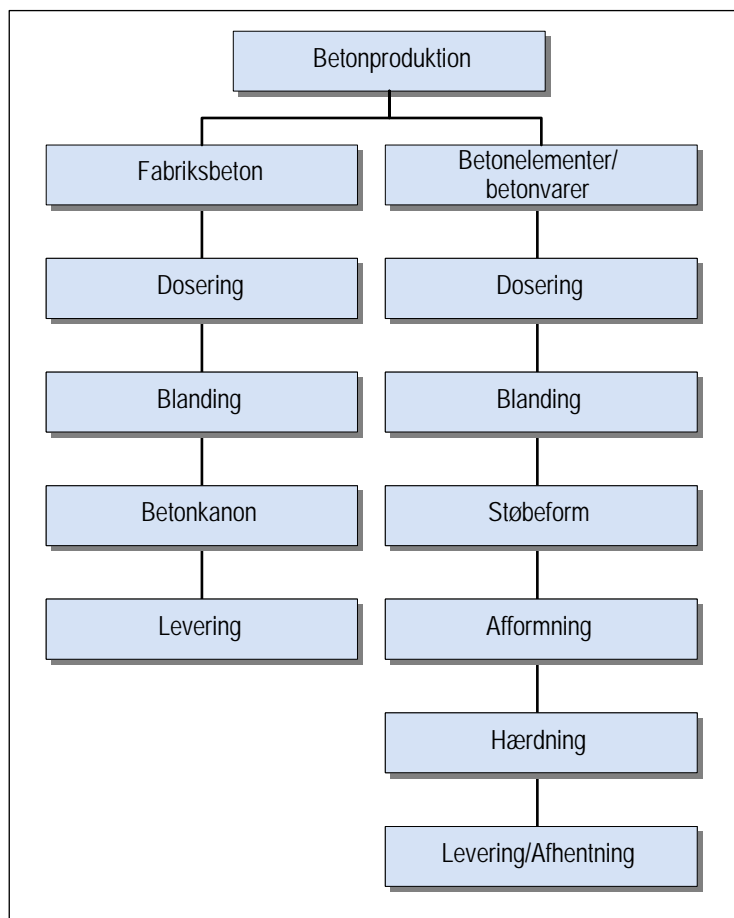 Betonproduktion
Fabriksbeton
Dosering
Blanding
Betonkanon
Levering
Betonelementer/
betonvarer
Dosering
Blanding
Støbeform
Afformning
Hærdning
Levering/Afhentning